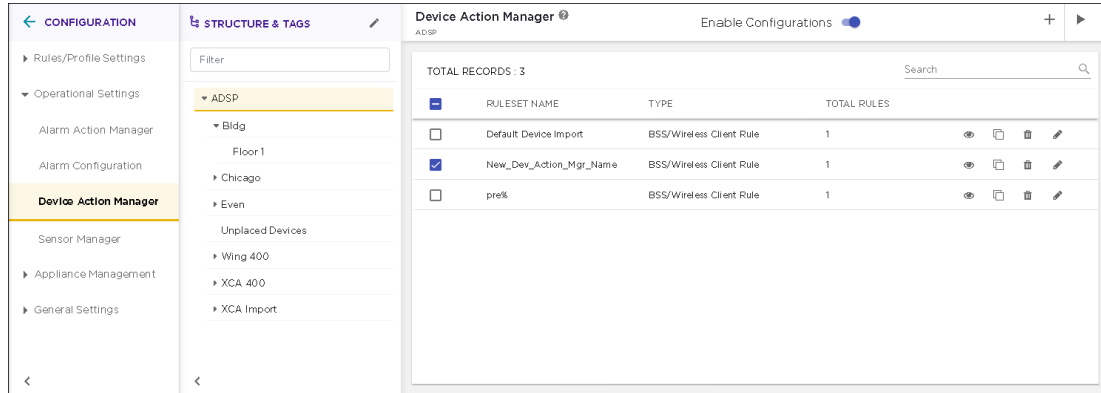 CONFIGURATION
Rules/Profile Settings
Operational Settings
Alarm Action Manager
Alarm Configuration
Device Action Manager
Sensor Manager
Appliance Management
General Settings
STRUCTURE & TAGS
Filter
ADSP
Bldg
Floor 1
Chicago
Even
Unplaced Devices
Wing 400
XCA 400
XCA Import
Device Action Manager ?
ADSP
Enable Configurations
TOTAL RECORDS : 3
Search
RULESET NAME TYPE TOTAL RULES
Default Device Import BSS/Wireless Client Rule 1
New_Dev_Action_Mgr_Name BSS/Wireless Client Rule 1
pre% BSS/Wireless Client Rule 1